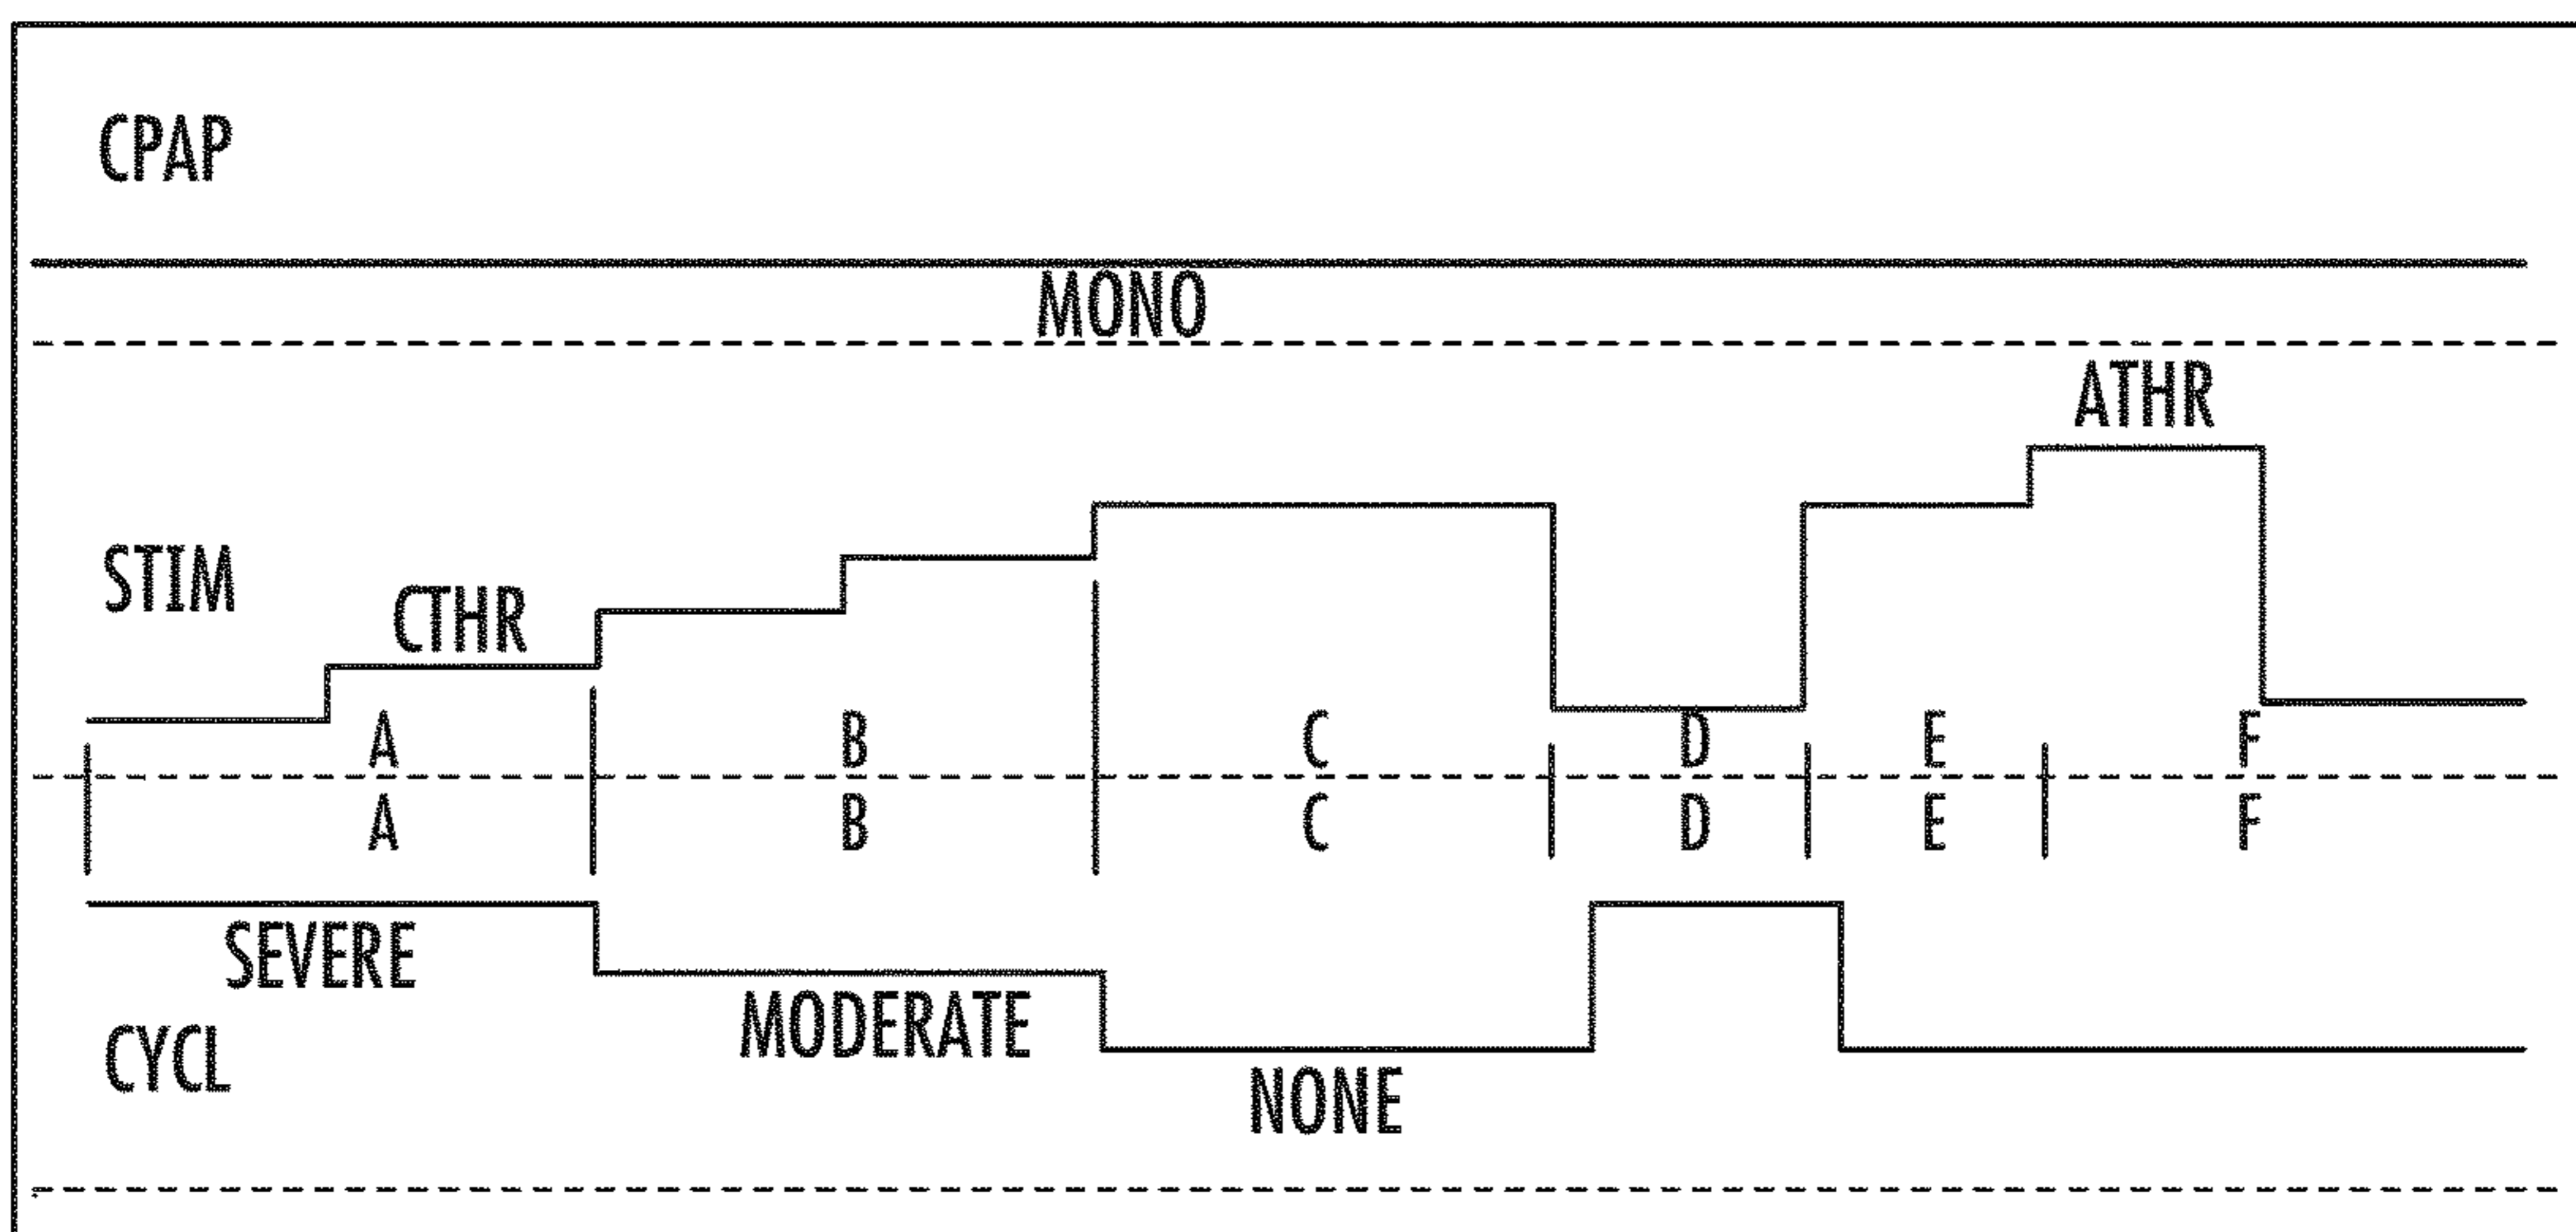 CPAP
MONO
ATHR
STIM
CTHR
A B C D E F
A B C D E F
SEVERE
MODERATE
CYCL
NONE